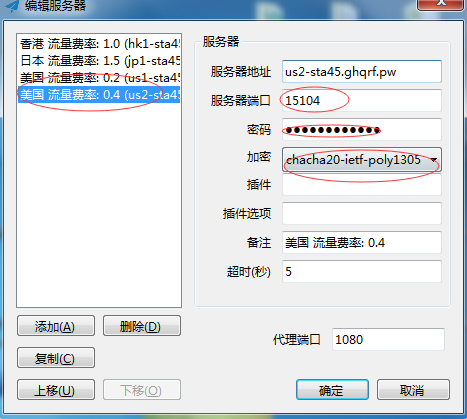 编辑服务器
香港 流量费率: 1.0 (hk1-sta45
日本 流量费率: 1.5 (jp1-sta45
美国 流量费率: 0.2 (us1-sta45
美国 流量费率: 0.4 (us2-sta45
服务器
服务器地址 us2-sta45.ghqrf.pw
服务器端口 15104
密码 ●●●●●●●●●●●●
加密 chacha20-ietf-poly1305
插件
插件选项
备注 美国 流量费率: 0.4
超时(秒) 5
添加(A) 删除(D)
代理端口 1080
复制(C)
上移(U) 下移(O) 确定 取消